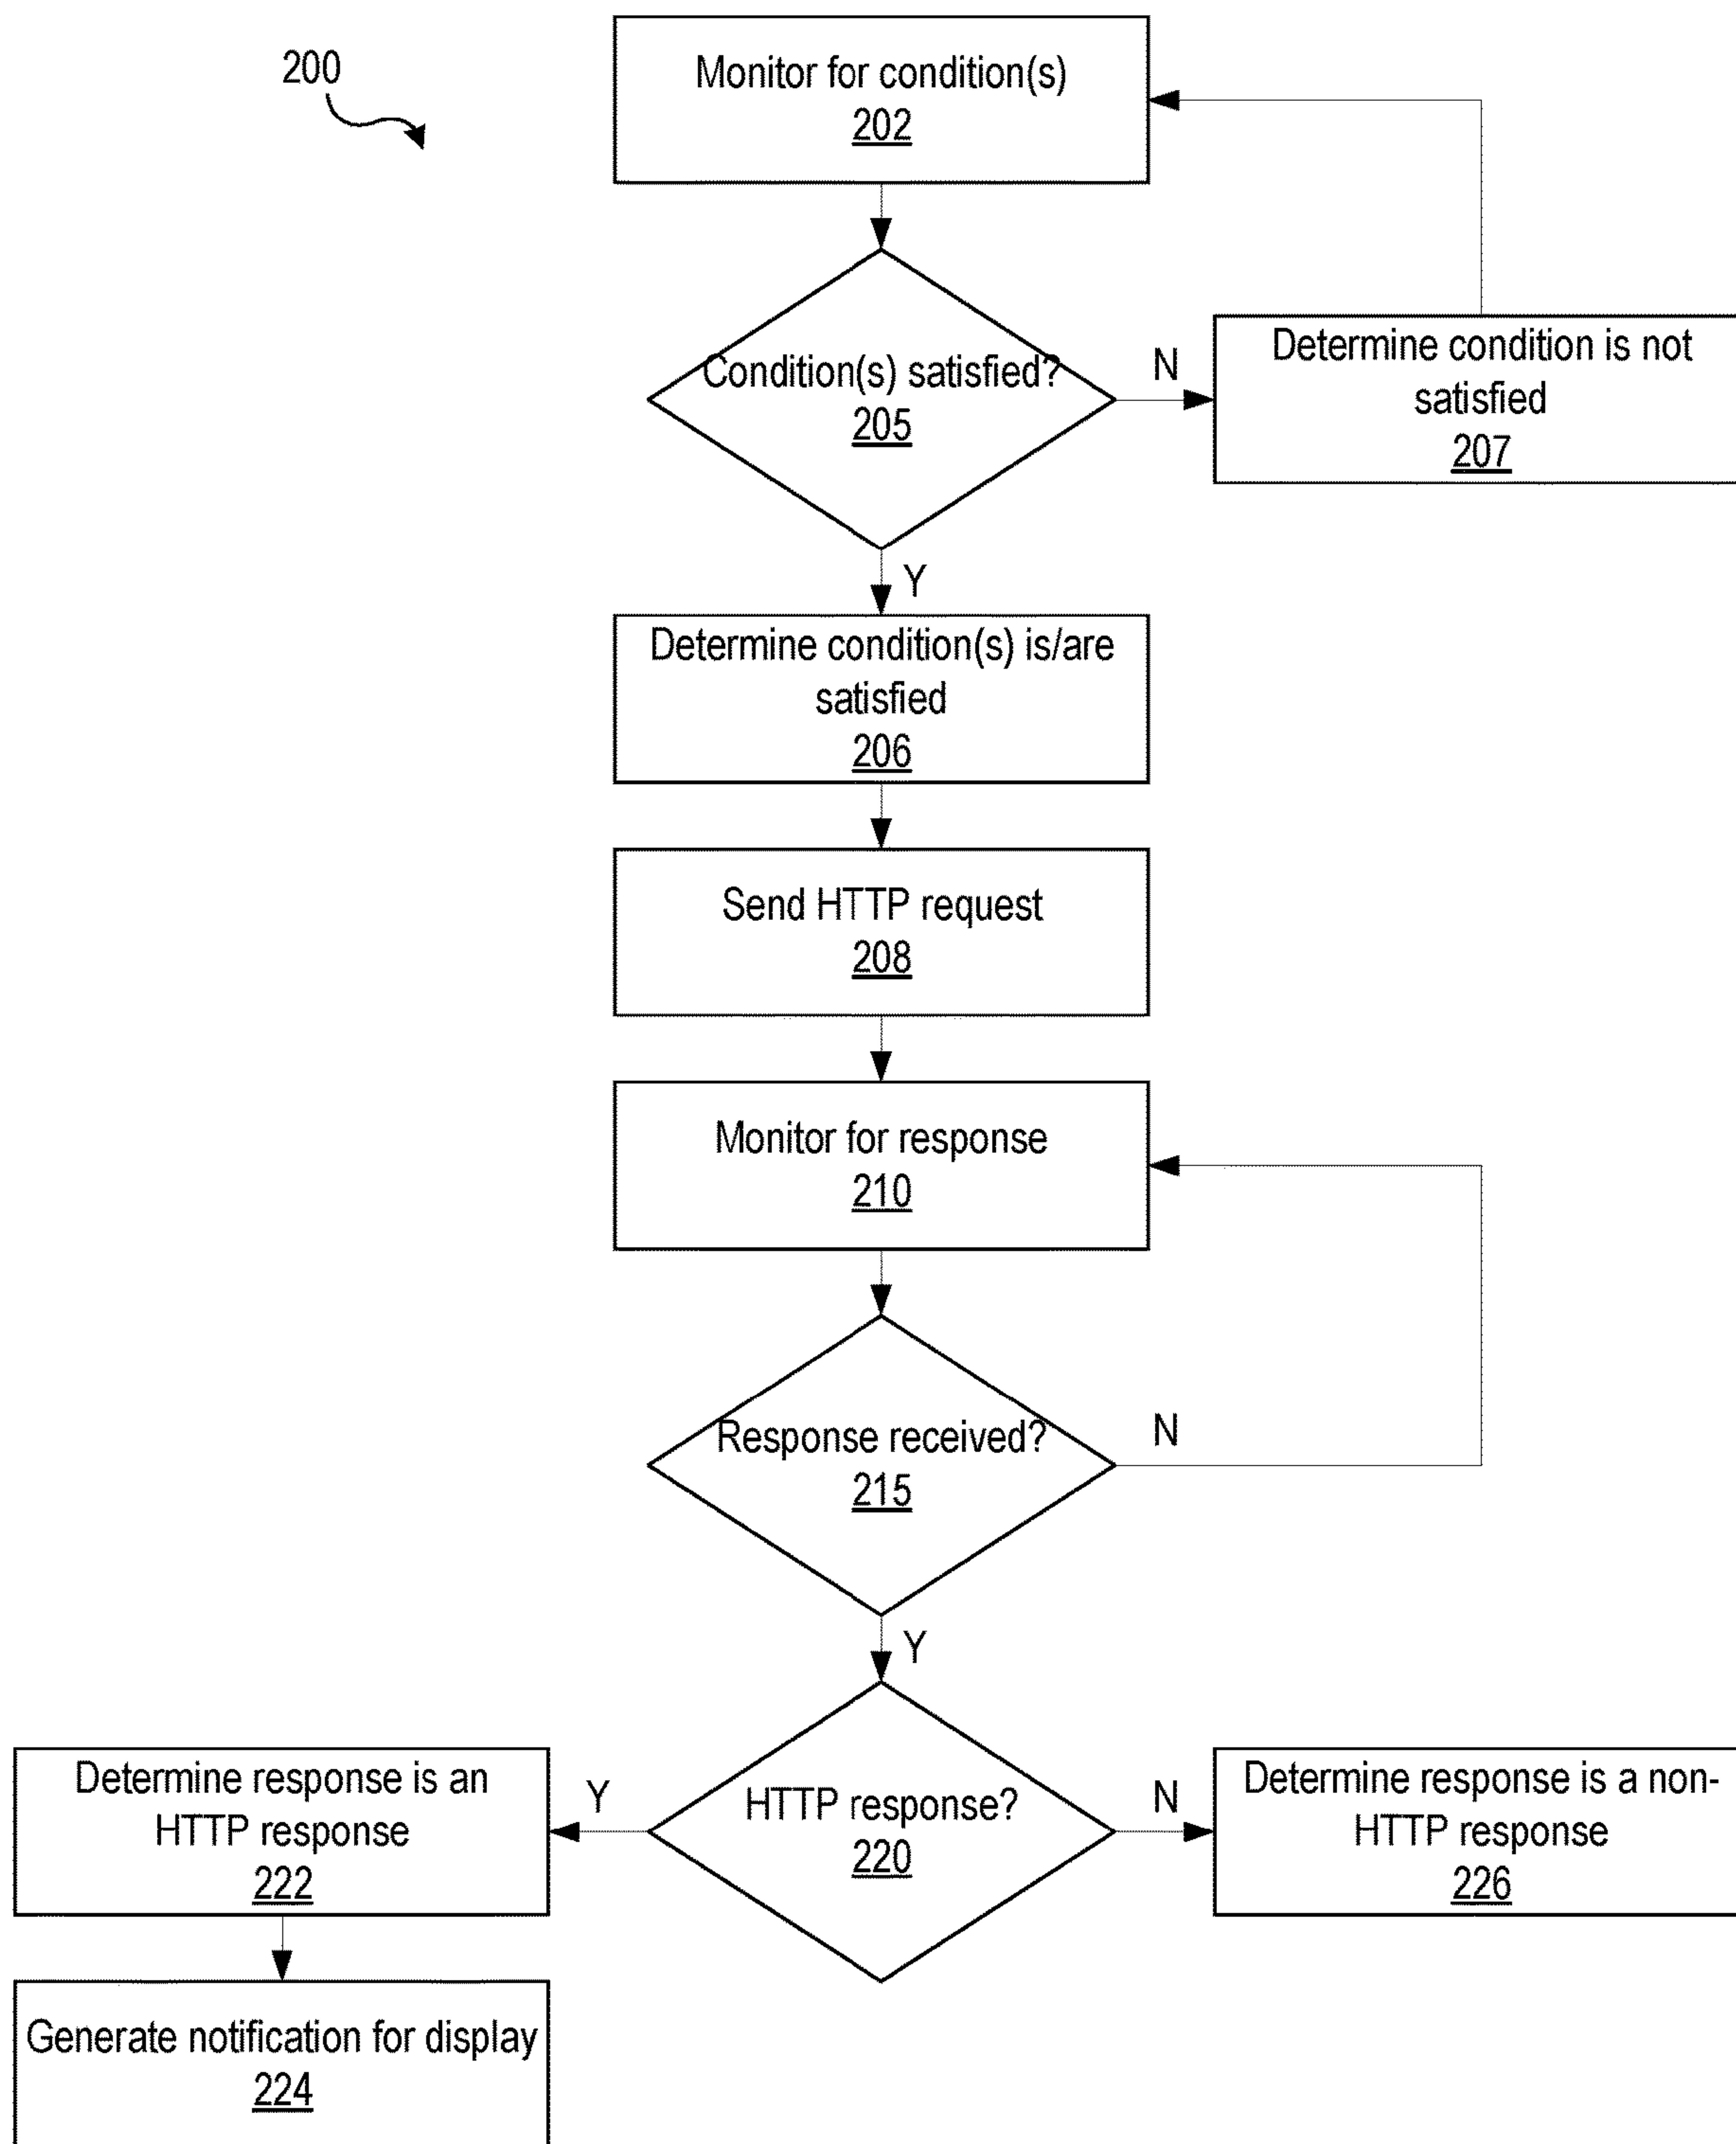 200
Monitor for condition(s)
202
Condition(s) satisfied?
205
N
Determine condition is not
satisfied
207
Y
Determine condition(s) is/are
satisfied
206
Send HTTP request
208
Monitor for response
210
Response received?
215
N
Y
HTTP response?
220
Y
N
Determine response is an
HTTP response
222
Determine response is a non-
HTTP response
226
Generate notification for display
224